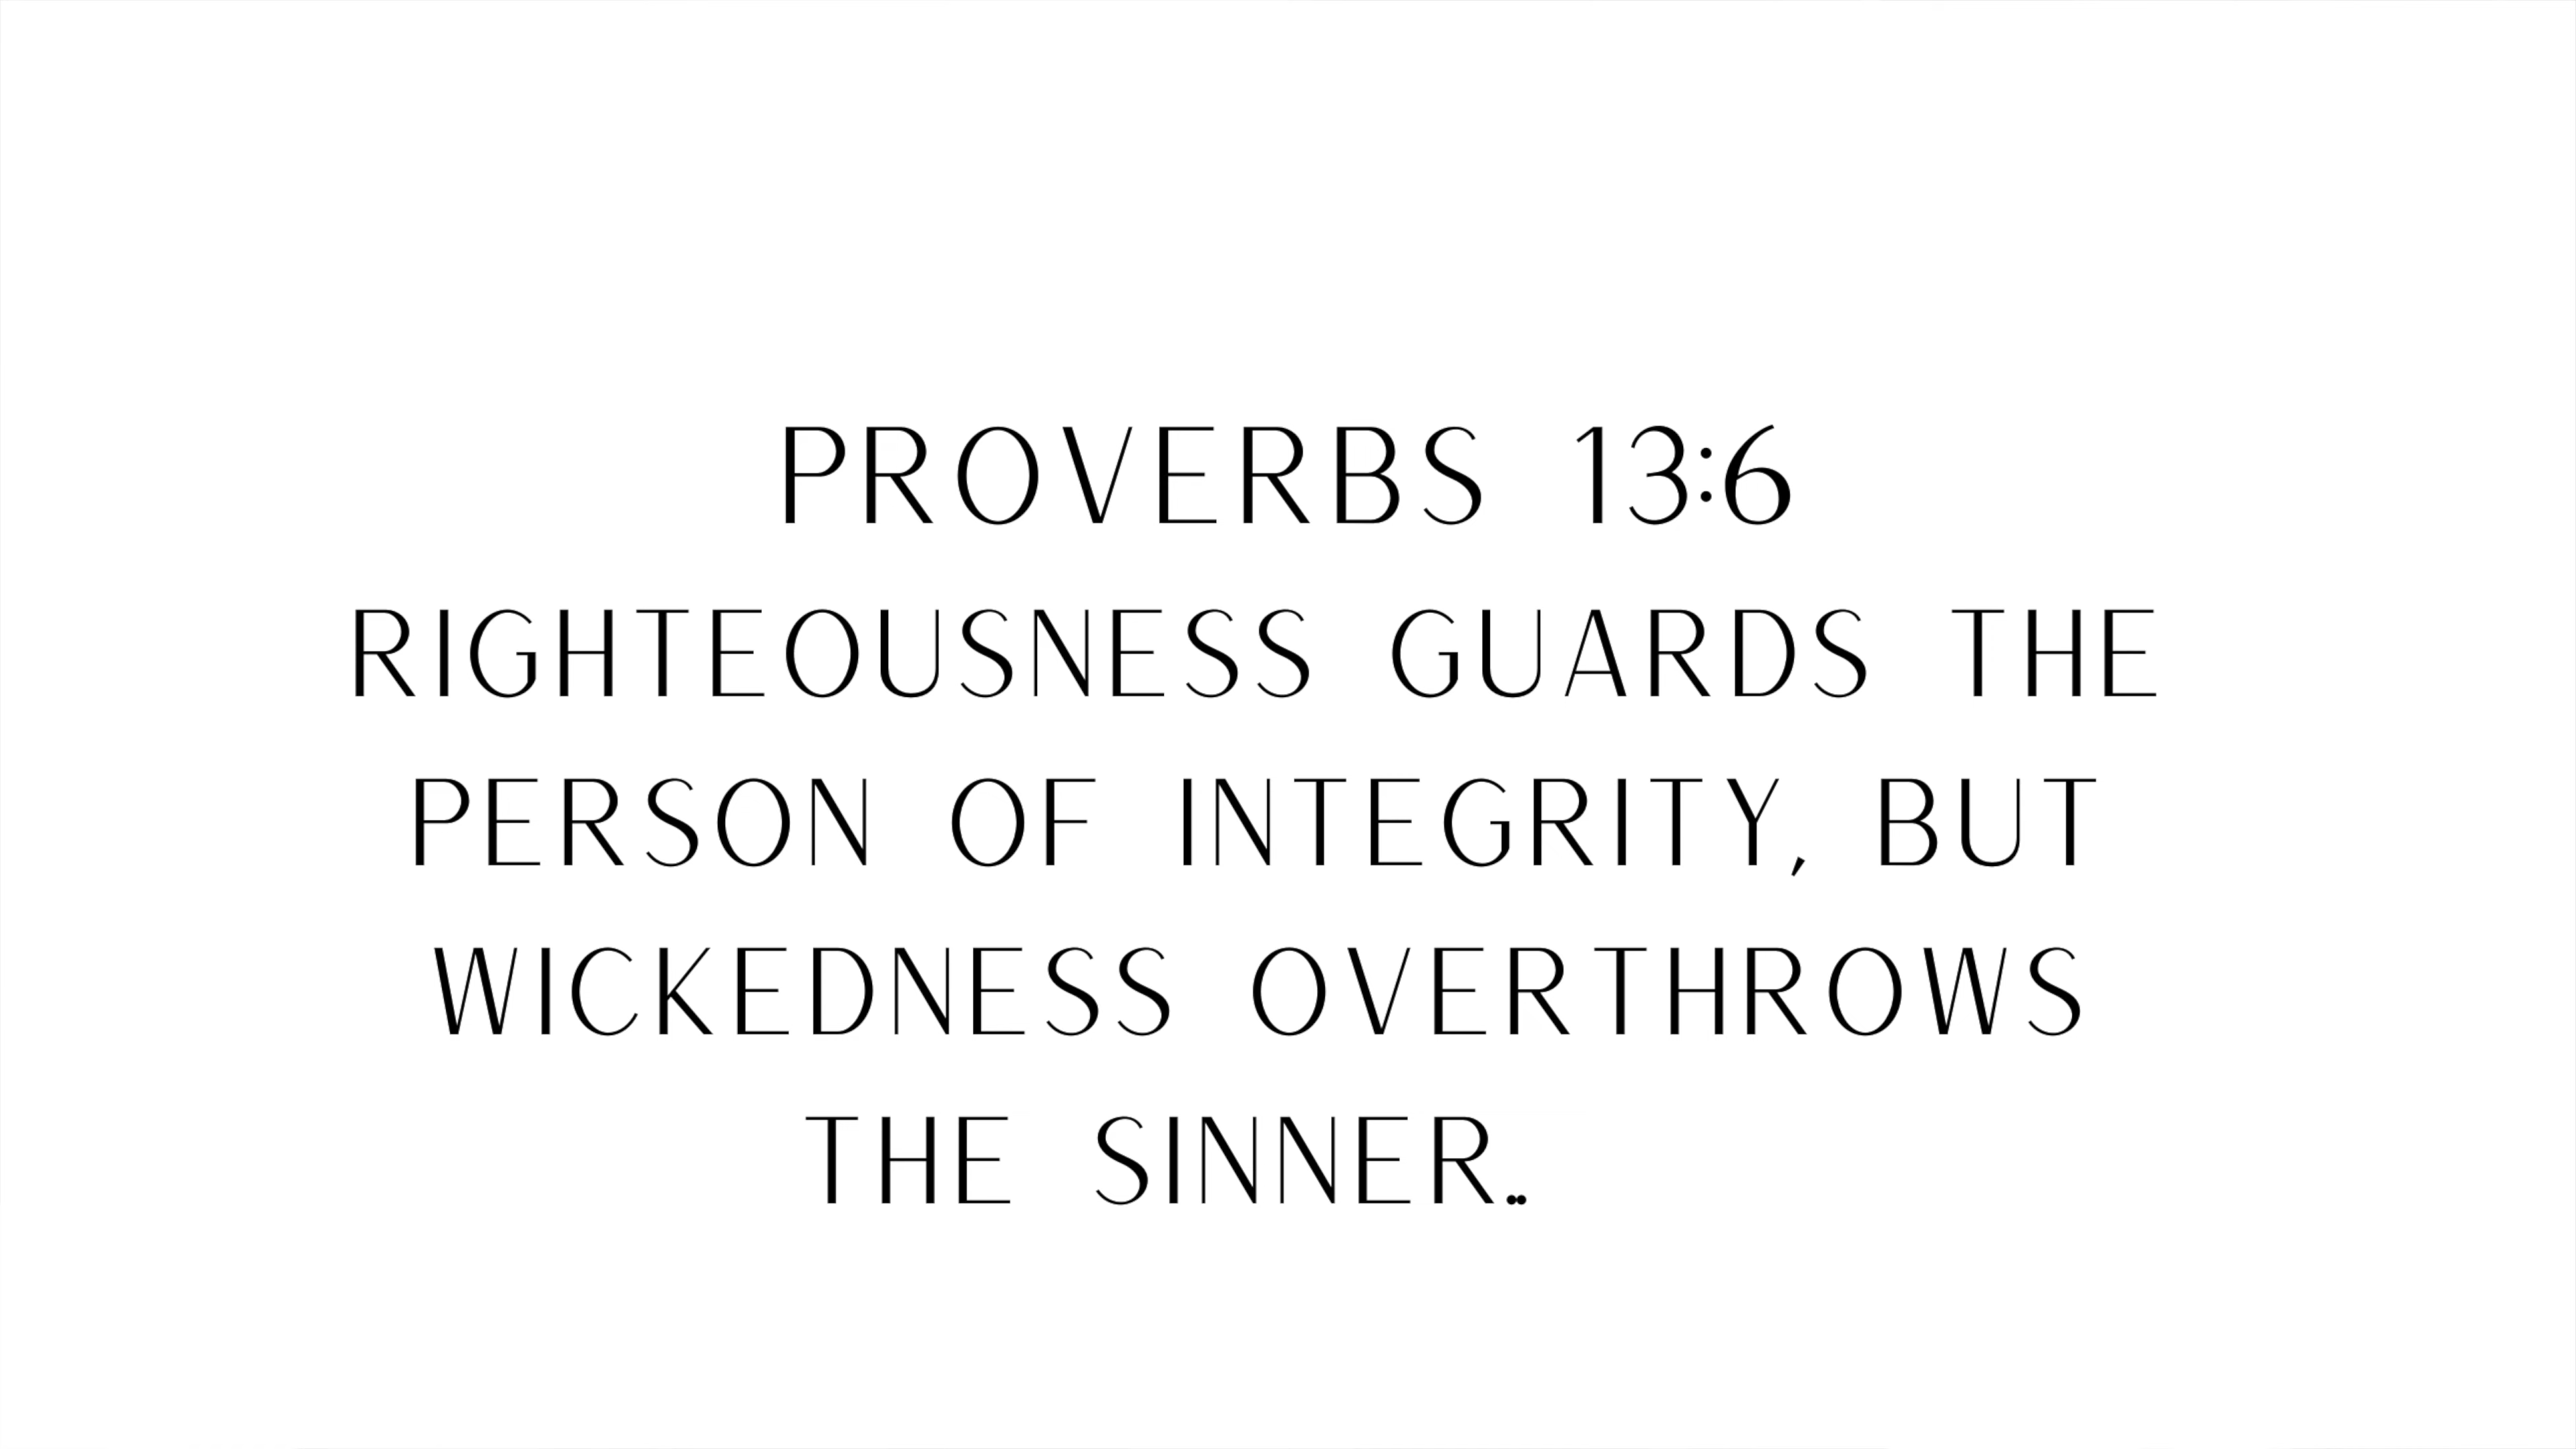 PROVERBS 13:6
RIGHTEOUSNESS GUARDS THE
PERSON OF INTEGRITY, BUT
WICKEDNESS OVERTHROWS
THE SINNER..